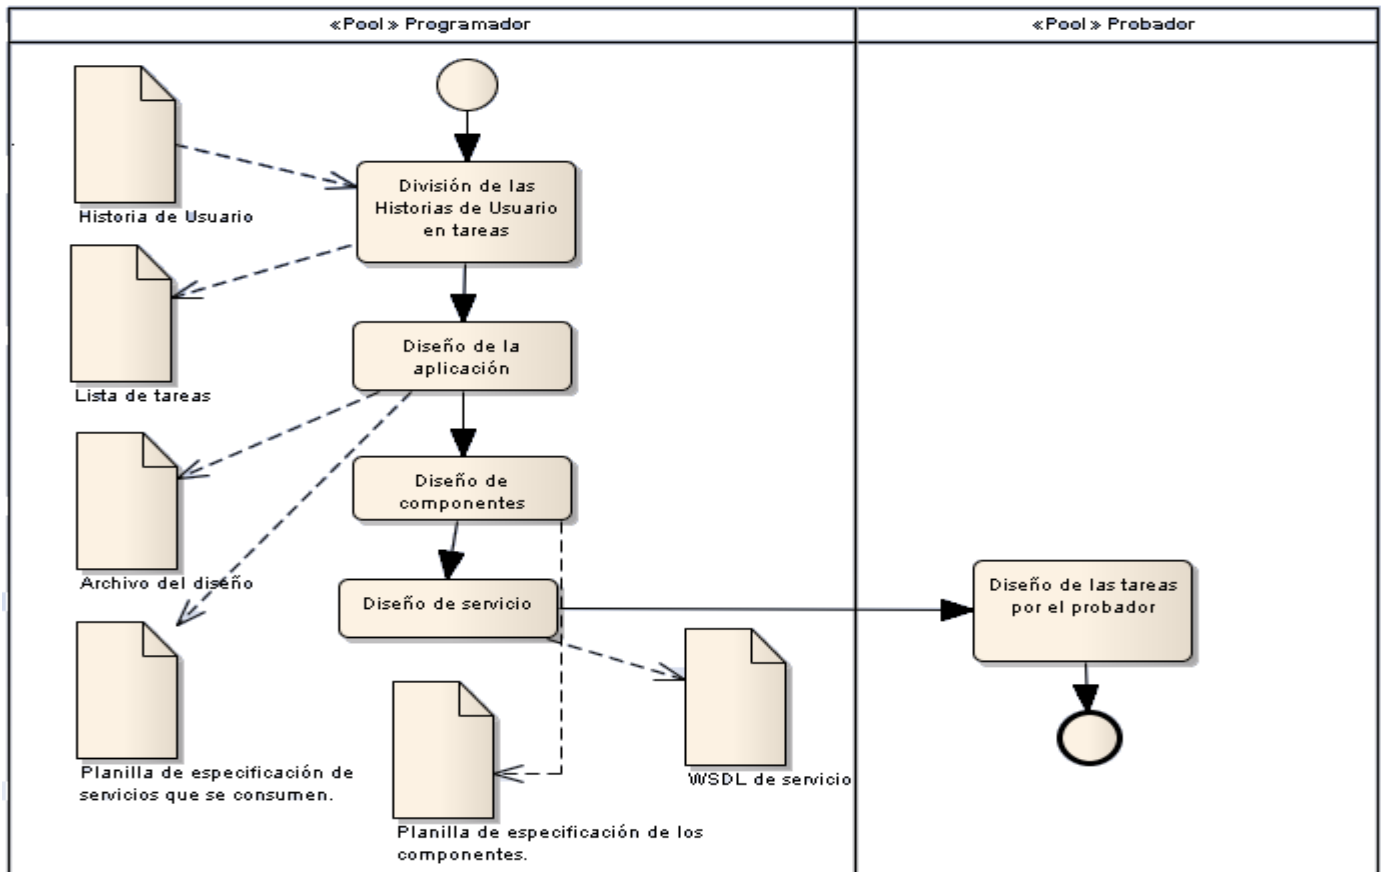 «Pool» Programador
«Pool» Probador
Historia de Usuario
División de las
Historias de Usuario
en tareas
Lista de tareas
Diseño de la
aplicación
Archivo del diseño
Diseño de
componentes
Diseño de servicio
Diseño de las tareas
por el probador
Planilla de especificación de
servicios que se consumen.
WSDL de servicio
Planilla de especificación de los
componentes.